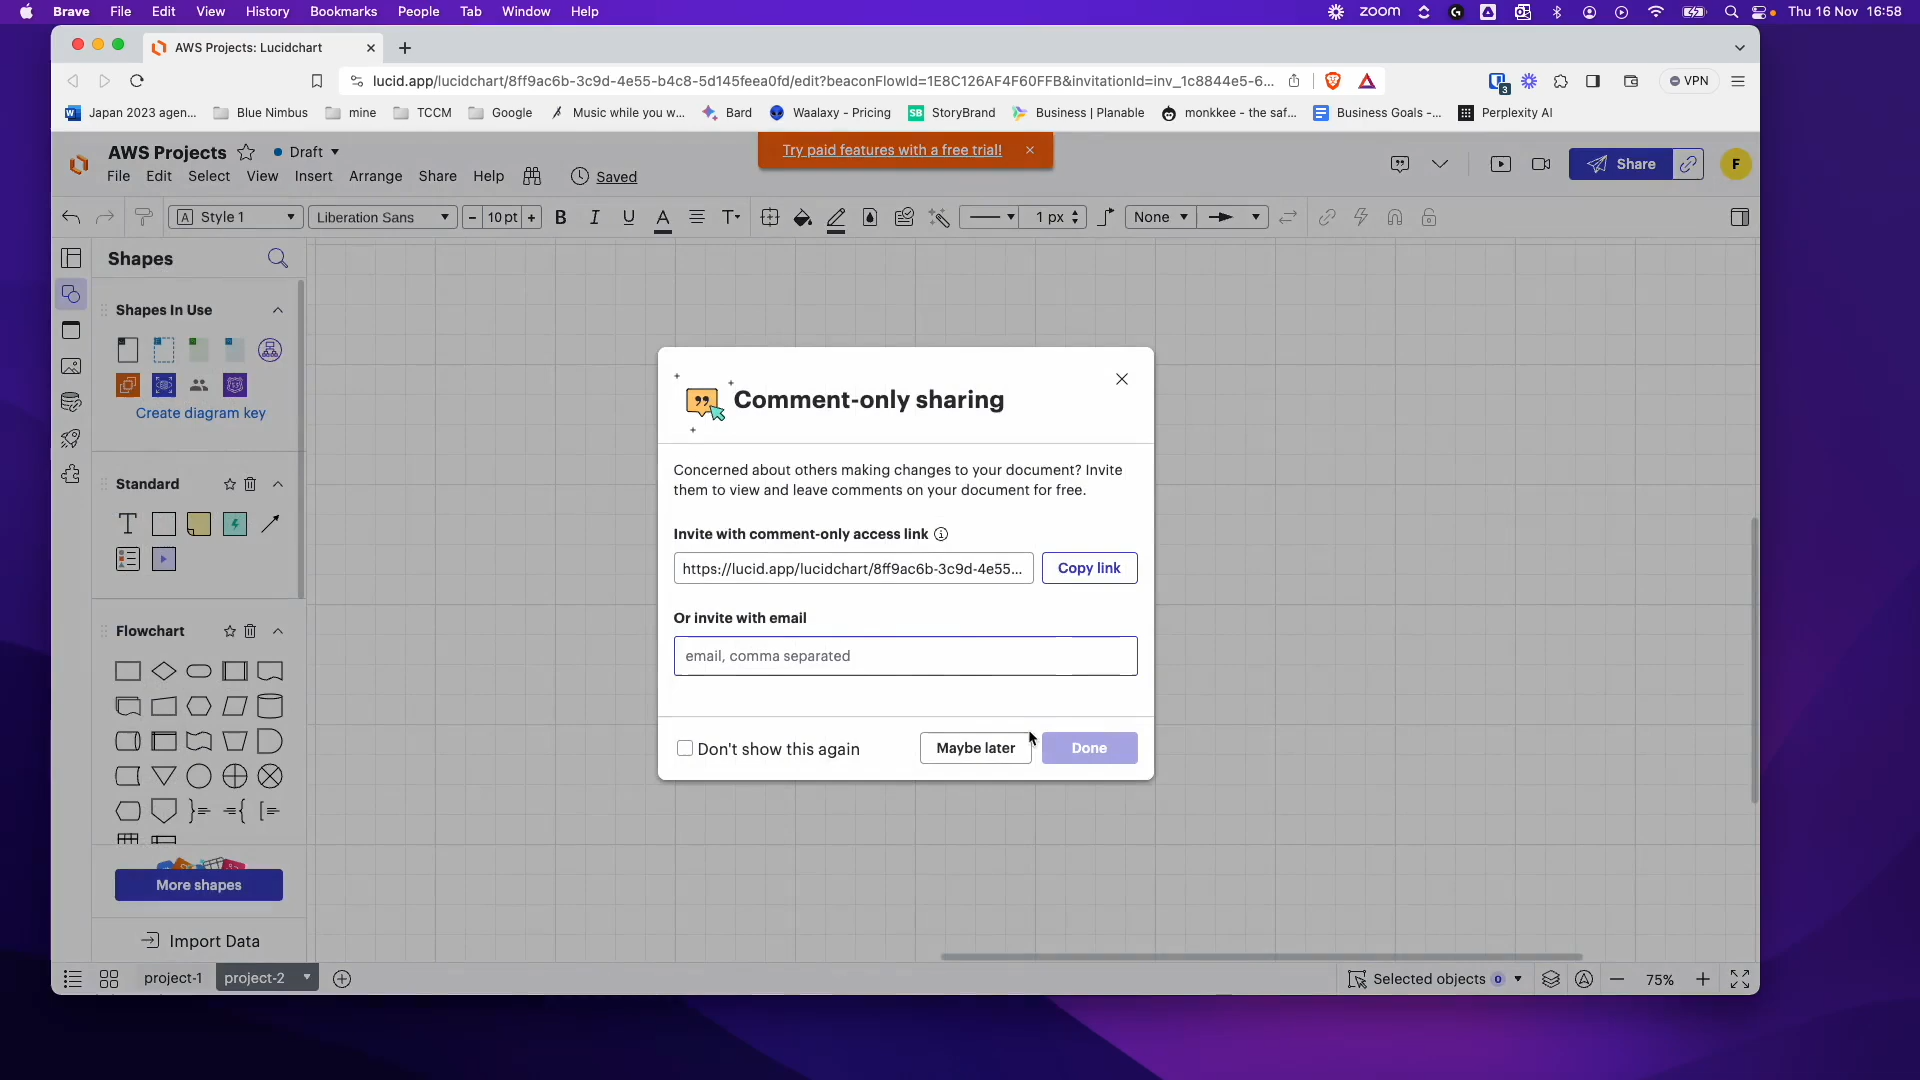 Brave File Edit View History Bookmarks People Tab Window Help zoom Thu 16 Nov 16:58
AWS Projects: Lucidchart
lucid.app/lucidchart/8ff9ac6b-3c9d-4e55-b4c8-5d145feea0fd/edit?beaconFlowId=1E8C126AF4F60FFB&invitationId=inv_1c8844e5-6... 3 VPN
Japan 2023 agen... Blue Nimbus mine TCCM Google Music while you w... Bard Waalaxy - Pricing SB StoryBrand Business | Planable monkkee - the saf... Business Goals -... Perplexity AI
AWS Projects Draft
Try paid features with a free trial!
Share F
File Edit Select View Insert Arrange Share Help Saved
Style 1 Liberation Sans 10 pt B I U A 1 px None
Shapes
Shapes In Use
Create diagram key
Standard
Flowchart
More shapes
Import Data
Comment-only sharing
Concerned about others making changes to your document? Invite
them to view and leave comments on your document for free.
Invite with comment-only access link
https://lucid.app/lucidchart/8ff9ac6b-3c9d-4e55... Copy link
Or invite with email
email, comma separated
Don't show this again Maybe later Done
project-1 project-2 Selected objects 0 75%